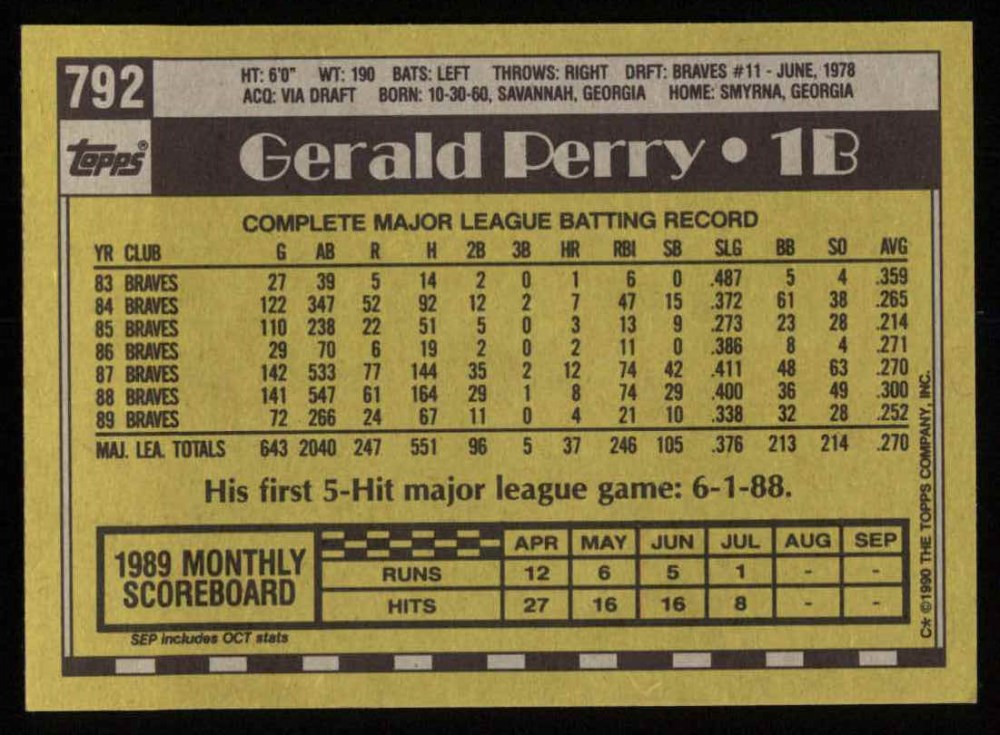 792
HT: 6'0" WT: 190 BATS: LEFT THROWS: RIGHT DRFT: BRAVES #11 - JUNE, 1978
ACQ: VIA DRAFT BORN: 10-30-60, SAVANNAH, GEORGIA HOME: SMYRNA, GEORGIA
topps®
Gerald Perry • 1B
COMPLETE MAJOR LEAGUE BATTING RECORD
YR CLUB G AB R H 2B 3B HR RBI SB SLG BB SO AVG
83 BRAVES 27 39 5 14 2 0 1 6 0 .487 5 4 .359
84 BRAVES 122 347 52 92 12 2 7 47 15 .372 61 38 .265
85 BRAVES 110 238 22 51 5 0 3 13 9 .273 23 28 .214
86 BRAVES 29 70 6 19 2 0 2 11 0 .386 8 4 .271
87 BRAVES 142 533 77 144 35 2 12 74 42 .411 48 63 .270
88 BRAVES 141 547 61 164 29 1 8 74 29 .400 36 49 .300
89 BRAVES 72 266 24 67 11 0 4 21 10 .338 32 28 .252
MAJ. LEA. TOTALS 643 2040 247 551 96 5 37 246 105 .376 213 214 .270
His first 5-Hit major league game: 6-1-88.
1989 MONTHLY
SCOREBOARD
APR MAY JUN JUL AUG SEP
RUNS 12 6 5 1 - -
HITS 27 16 16 8 - -
SEP includes OCT stats
C* ©1990 THE TOPPS COMPANY, INC.